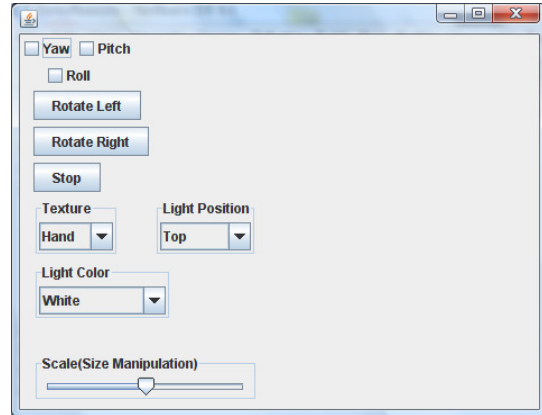 Yaw Pitch
Roll
Rotate Left
Rotate Right
Stop
Texture Light Position
Hand Top
Light Color
White
Scale(Size Manipulation)